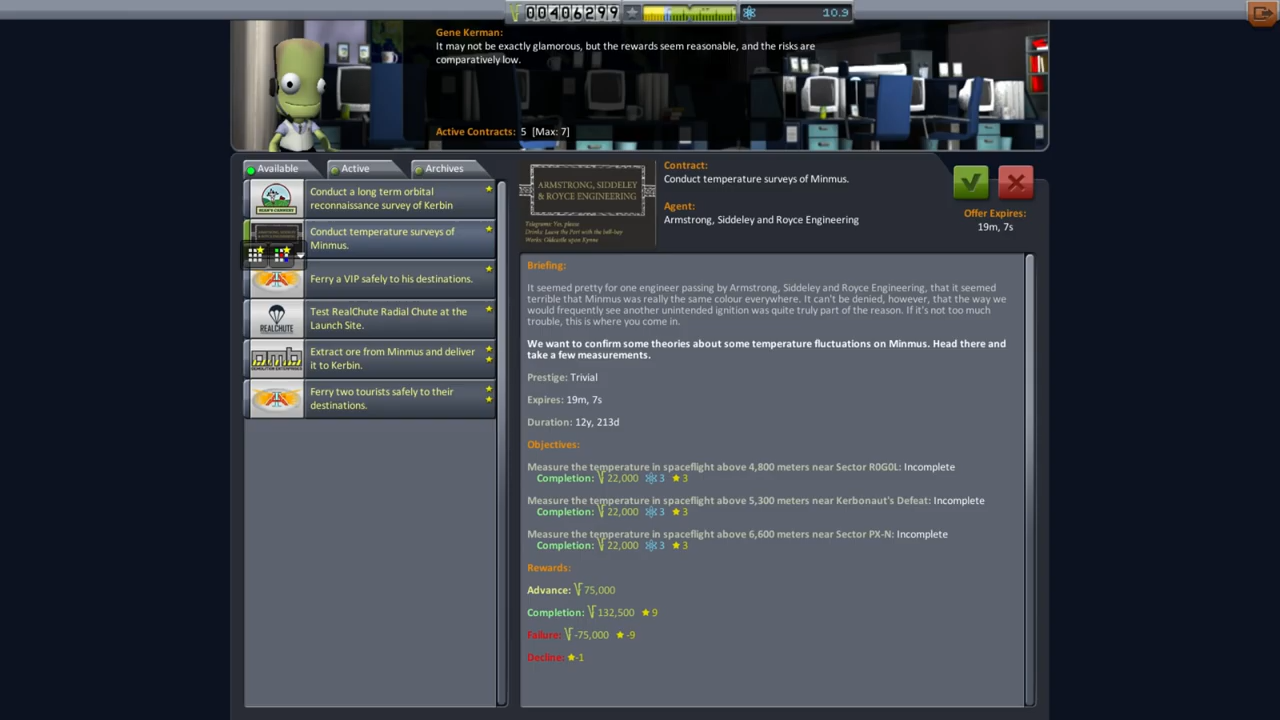 00406299
10.9
Gene Kerman:
It may not be exactly glamorous, but the rewards seem reasonable, and the risks are
comparatively low.
Active Contracts: 5 [Max: 7]
Available
Active
Archives
Conduct a long term orbital
reconnaissance survey of Kerbin
Conduct temperature surveys of
Minmus.
Ferry a VIP safely to his destinations.
REALCHUTE
Test RealChute Radial Chute at the
Launch Site.
Extract ore from Minmus and deliver
it to Kerbin.
Ferry two tourists safely to their
destinations.
ARMSTRONG, SIDDELEY
& ROYCE ENGINEERING
Telegrams: Yes, please
Contract:
Conduct temperature surveys of Minmus.
Agent:
Armstrong, Siddeley and Royce Engineering
Offer Expires:
19m, 7s
Briefing:
It seemed pretty for one engineer passing by Armstrong, Siddeley and Royce Engineering, that it seemed
terrible that Minmus was really the same colour everywhere. It can't be denied, however, that the way we
would frequently see another unintended ignition was quite truly part of the reason. If it's not too much
trouble, this is where you come in.
We want to confirm some theories about some temperature fluctuations on Minmus. Head there and
take a few measurements.
Prestige: Trivial
Expires: 19m, 7s
Duration: 12y, 213d
Objectives:
Measure the temperature in spaceflight above 4,800 meters near Sector R0G0L: Incomplete
Completion: 22,000 3 3
Measure the temperature in spaceflight above 5,300 meters near Kerbonaut's Defeat: Incomplete
Completion: 22,000 3 3
Measure the temperature in spaceflight above 6,600 meters near Sector PX-N: Incomplete
Completion: 22,000 3 3
Rewards:
Advance: 75,000
Completion: 132,500 9
Failure: -75,000 -9
Decline: -1